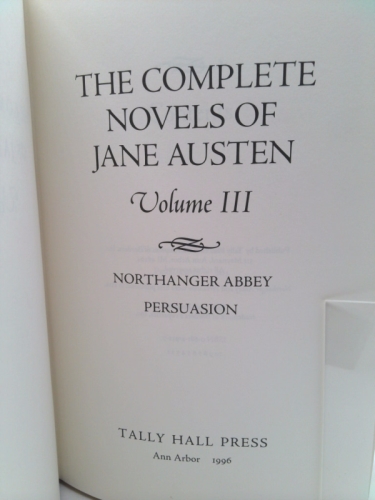 THE COMPLETE
NOVELS OF
JANE AUSTEN
Volume III
NORTHANGER ABBEY
PERSUASION
TALLY HALL PRESS
Ann Arbor 1996